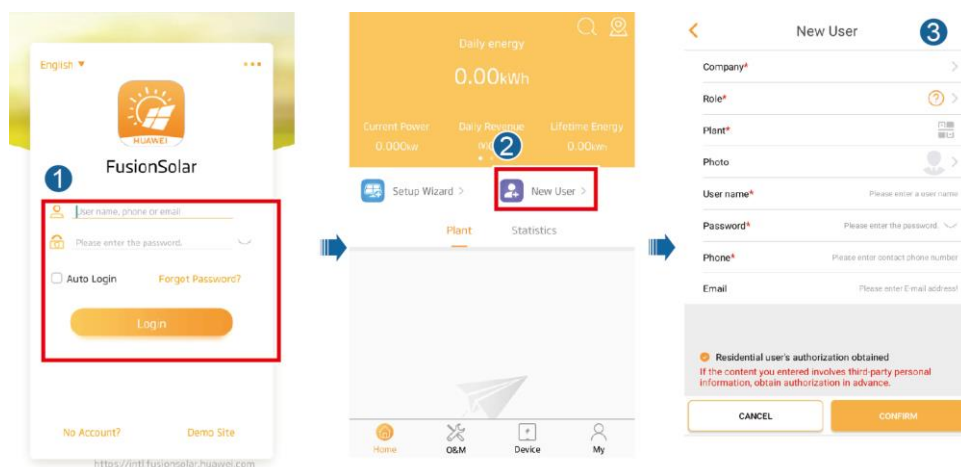 English ▼
HUAWEI
FusionSolar
1
User name, phone or email
Please enter the password.
Auto Login
Forgot Password?
Login
No Account?
Demo Site
https://intl.fusionsolar.huawei.com
Daily energy
0.00kWh
Current Power
Daily Revenue
Lifetime Energy
0.000kw
0.00kWh
2
Setup Wizard >
New User >
Plant
Statistics
Home
O&M
Device
My
New User
3
Company*
Role*
?
Plant*
Photo
User name*
Please enter a user name
Password*
Please enter the password.
Phone*
Please enter contact phone number
Email
Please enter E-mail address!
Residential user's authorization obtained
If the content you entered involves third-party personal
information, obtain authorization in advance.
CANCEL
CONFIRM